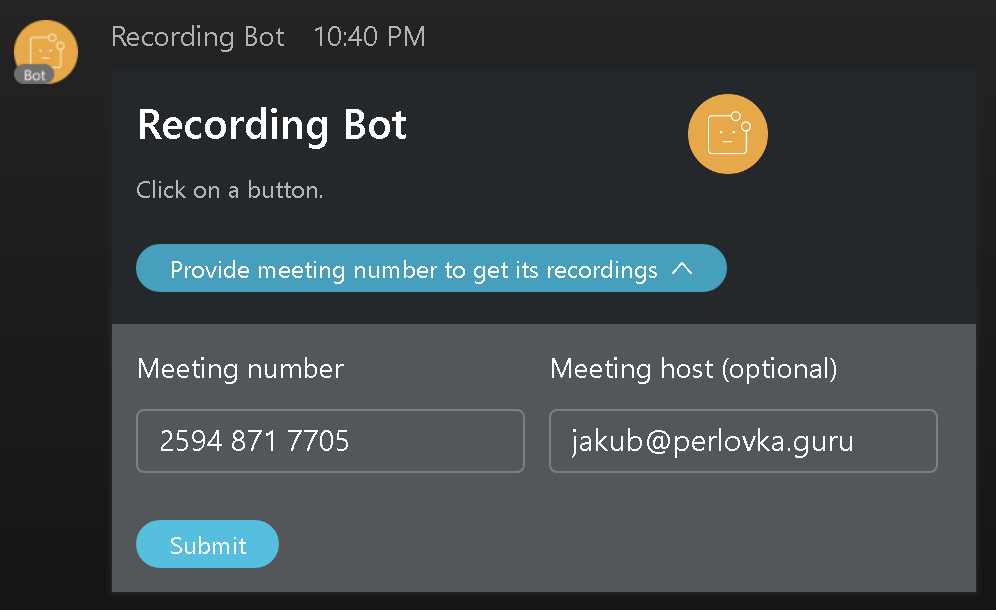 Recording Bot 10:40 PM
Bot
Recording Bot
Click on a button.
Provide meeting number to get its recordings
Meeting number Meeting host (optional)
2594 871 7705 jakub@perlovka.guru
Submit